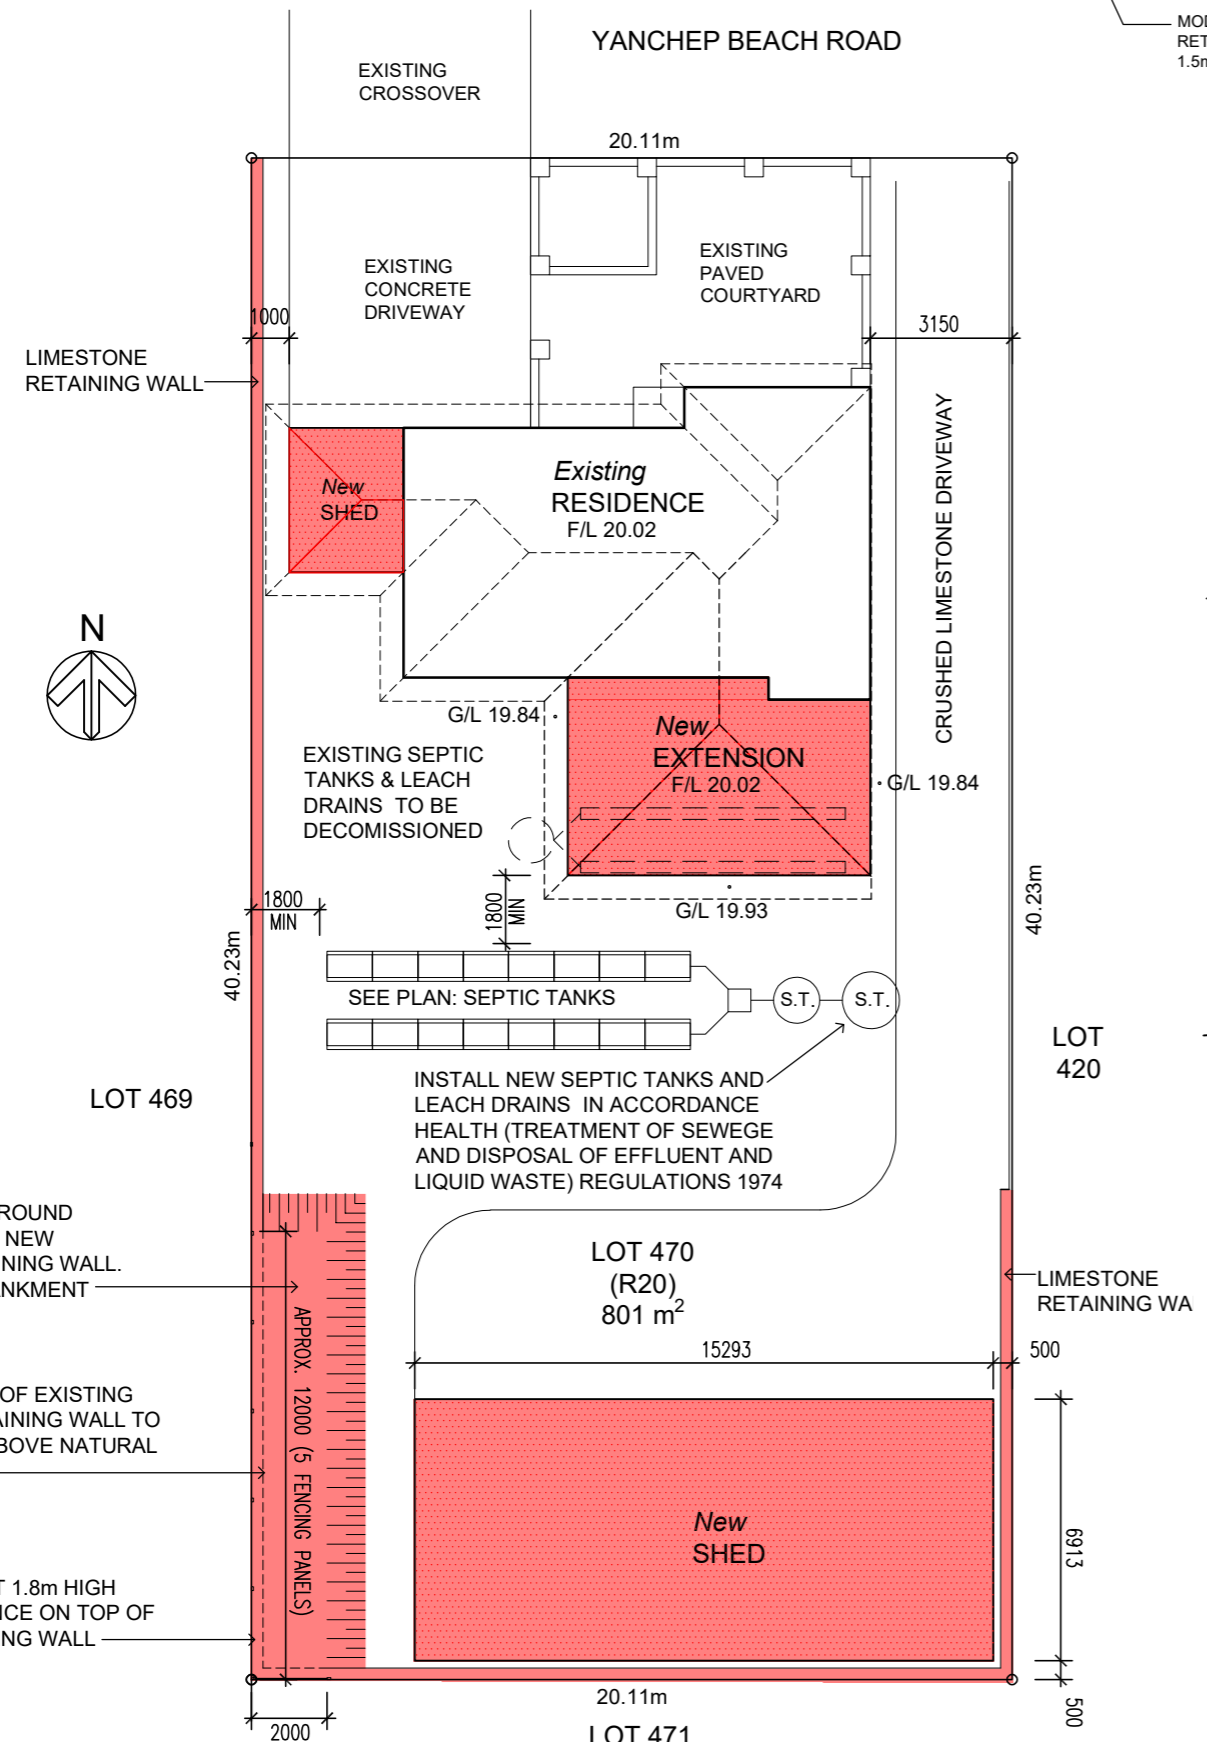 YANCHEP BEACH ROAD
MOD
RET
1.5m
EXISTING
CROSSOVER
20.11m
EXISTING
CONCRETE
DRIVEWAY
EXISTING
PAVED
COURTYARD
1000
3150
LIMESTONE
RETAINING WALL
CRUSHED LIMESTONE DRIVEWAY
Existing
RESIDENCE
F/L 20.02
New
SHED
N
G/L 19.84
New
EXTENSION
F/L 20.02
G/L 19.84
EXISTING SEPTIC
TANKS & LEACH
DRAINS TO BE
DECOMISSIONED
1800
MIN
1800
MIN
G/L 19.93
40.23m
40.23m
SEE PLAN: SEPTIC TANKS
S.T.
S.T.
LOT
420
LOT 469
INSTALL NEW SEPTIC TANKS AND
LEACH DRAINS IN ACCORDANCE
HEALTH (TREATMENT OF SEWEGE
AND DISPOSAL OF EFFLUENT AND
LIQUID WASTE) REGULATIONS 1974
ROUND
NEW
NING WALL.
ANKMENT
LOT 470
(R20)
801 m²
LIMESTONE
RETAINING WA
APPROX. 12000 (5 FENCING PANELS)
15293
500
OF EXISTING
AINING WALL TO
BOVE NATURAL
New
SHED
6913
T 1.8m HIGH
NCE ON TOP OF
NG WALL
20.11m
500
2000
LOT 471